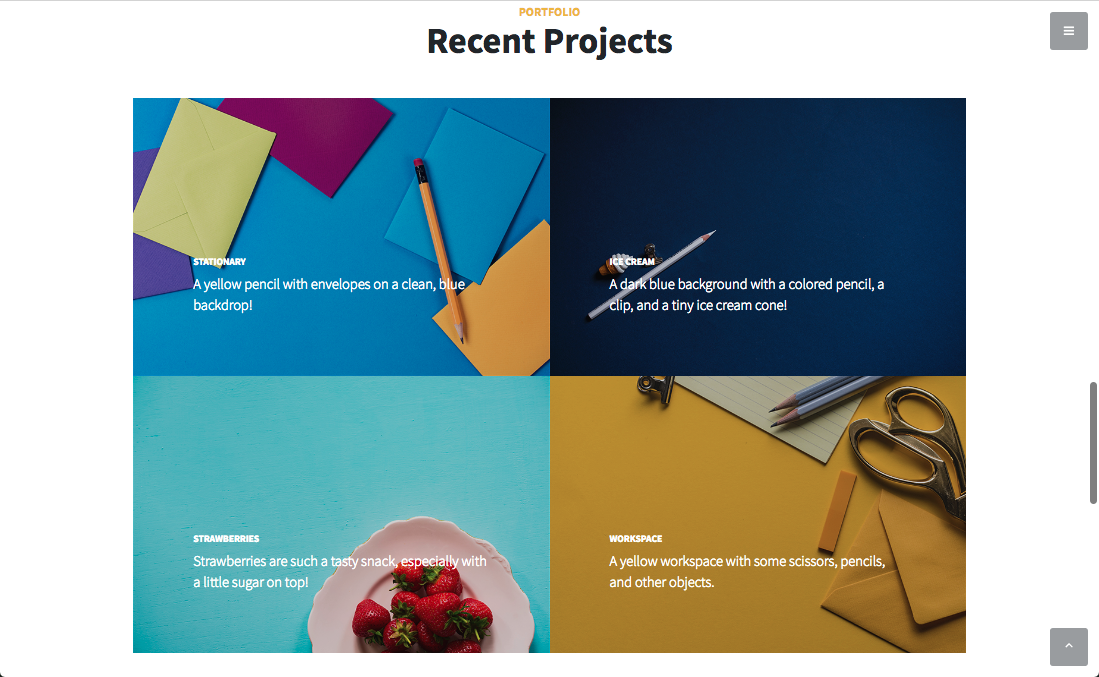 PORTFOLIO
Recent Projects
STATIONARY
A yellow pencil with envelopes on a clean, blue
backdrop!
ICE CREAM
A dark blue background with a colored pencil, a
clip, and a tiny ice cream cone!
STRAWBERRIES
Strawberries are such a tasty snack, especially with
a little sugar on top!
WORKSPACE
A yellow workspace with some scissors, pencils,
and other objects.